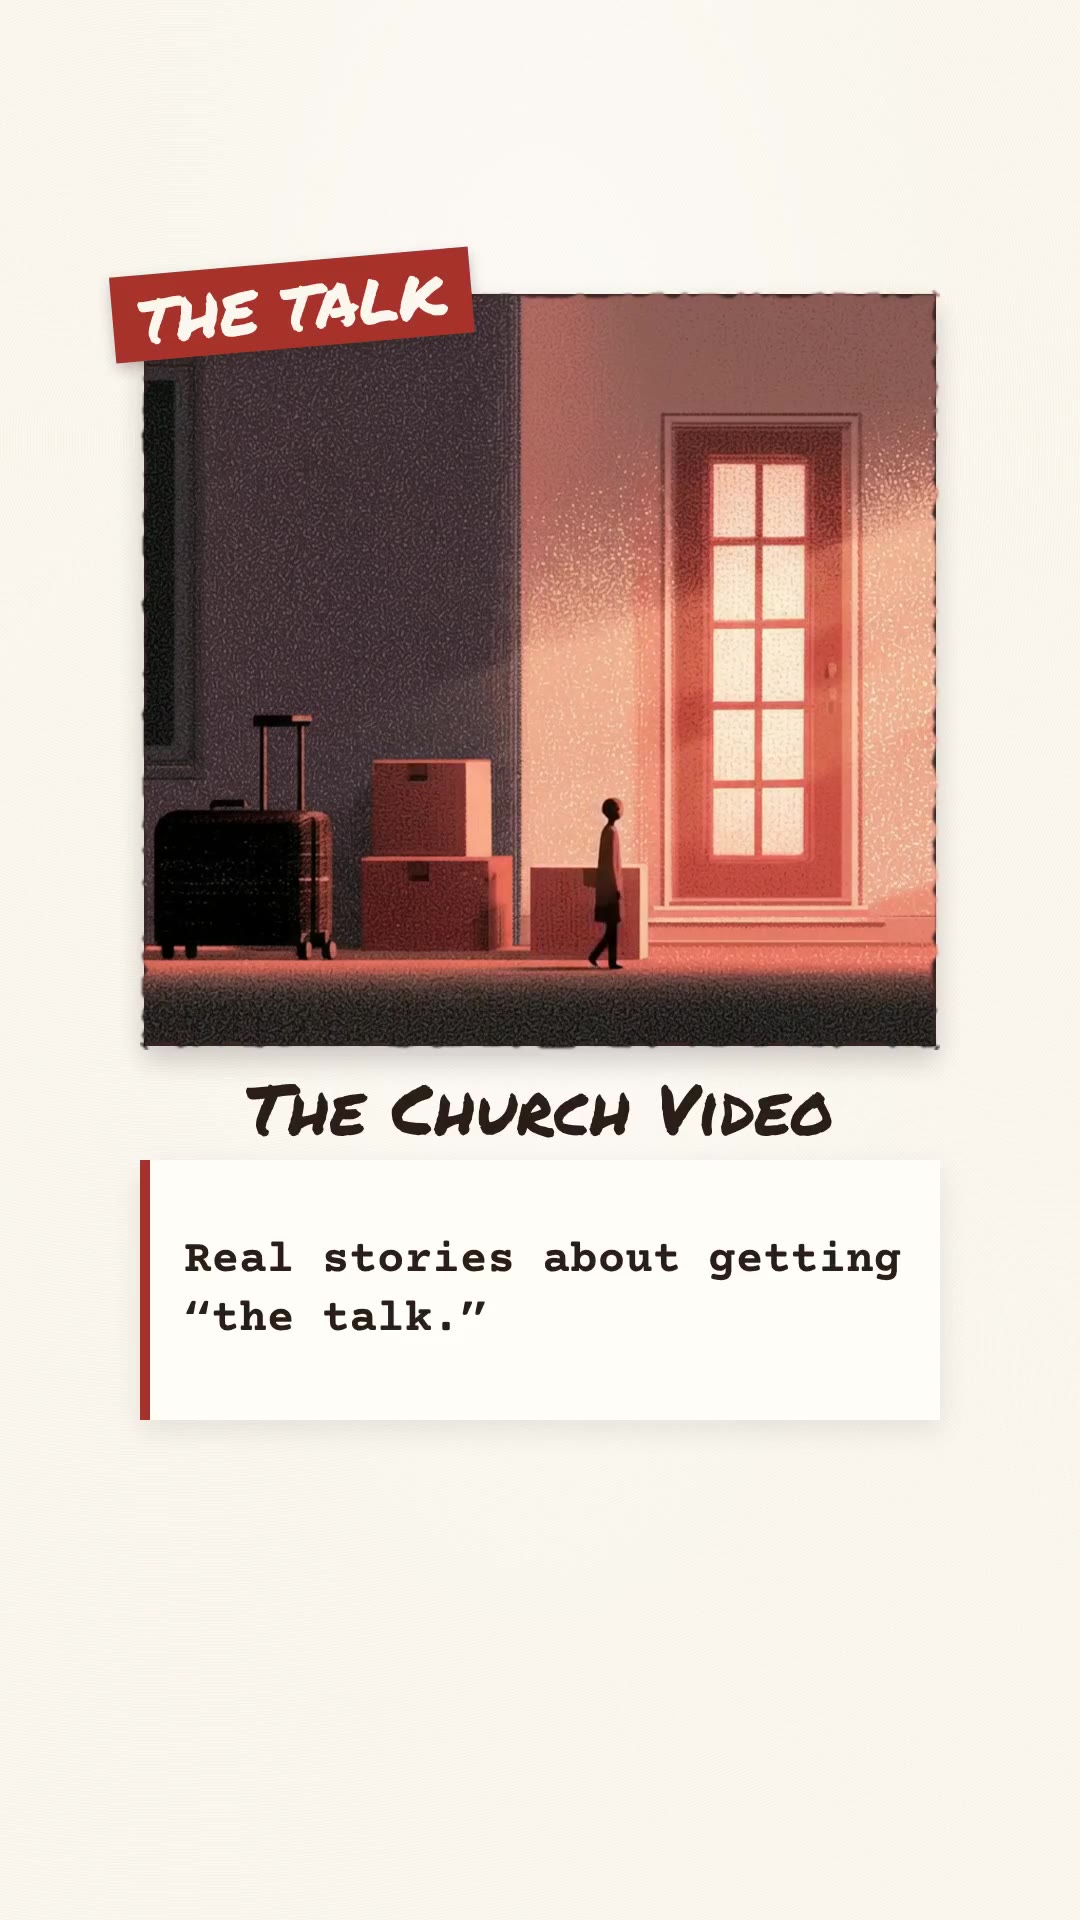 THE TALK
THE CHURCH VIDEO
Real stories about getting
“the talk.”